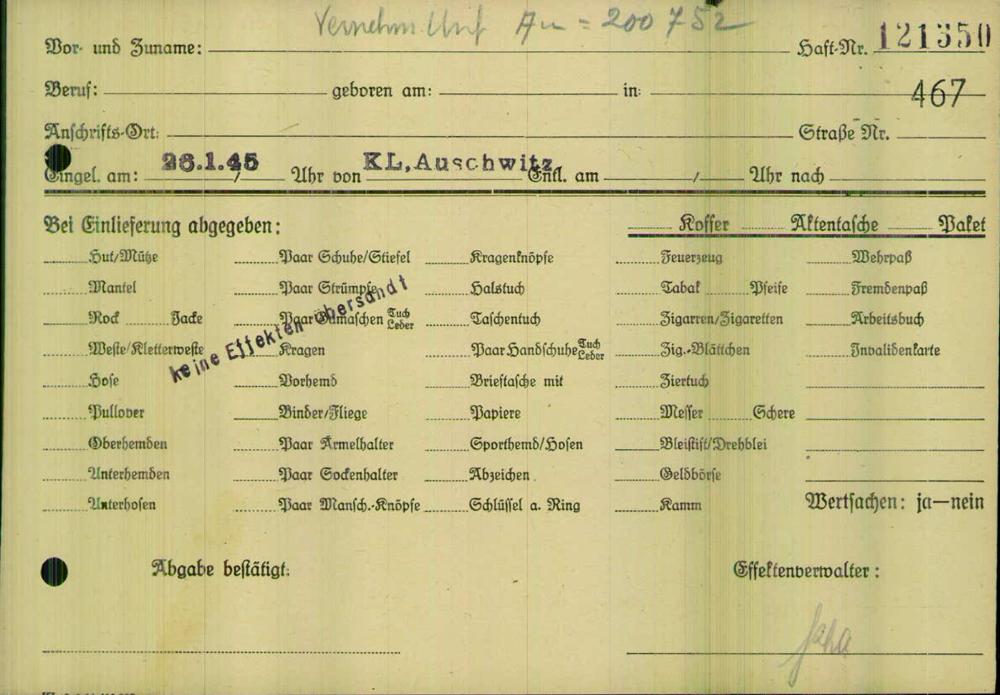 Au = 200752
Vor- und Zuname: Haft-Nr. 121350
Beruf: geboren am: in: 467
Anschrifts-Ort: Straße Nr.
Eingel. am: 26.1.45 / Uhr von KL, Auschwitz, Entl. am / Uhr nach
Bei Einlieferung abgegeben: Koffer Aktentasche Paket
Hut/Mütze Paar Schuhe/Stiefel Kragenknöpfe Feuerzeug Wehrpaß
Mantel Paar Strümpfe Halstuch Tabak Pfeife Fremdenpaß
Rock Jacke Paar Gamaschen Tuch Leder Taschentuch Zigarren/Zigaretten Arbeitsbuch
keine Effekten übersandt
Weste/Kletterweste Kragen Paar Handschuhe Tuch Leder Zig.-Blättchen Invalidenkarte
Hose Vorhemd Brieftasche mit Ziertuch
Pullover Binder/Fliege Papiere Messer Schere
Oberhemden Paar Ärmelhalter Sporthemd/Hosen Bleistift/Drehblei
Unterhemden Paar Sockenhalter Abzeichen Geldbörse
Unterhosen Paar Mansch.-Knöpfe Schlüssel a. Ring Kamm Wertsachen: ja—nein
Abgabe bestätigt: Effektenverwalter: